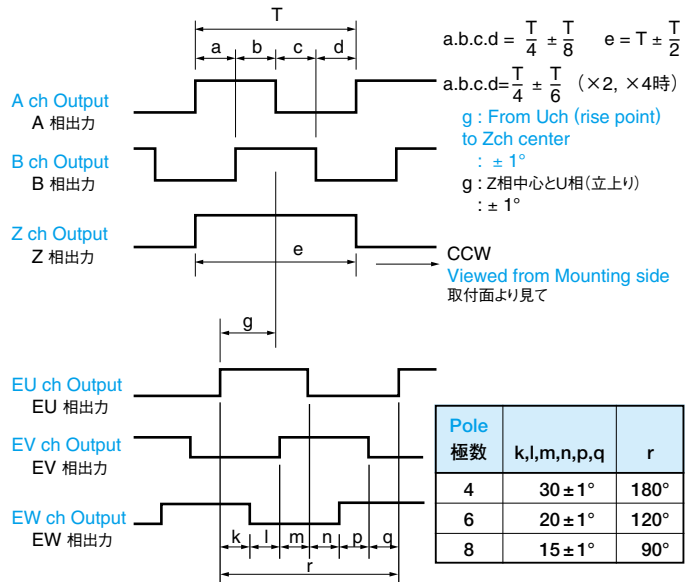 T
a b c d
a.b.c.d = T/4 ± T/8 e = T ± T/2
a.b.c.d= T/4 ± T/6 (×2, ×4時)
g : From Uch (rise point)
to Zch center
: ± 1°
g : Z相中心とU相(立上り)
: ± 1°
A ch Output
A 相出力
B ch Output
B 相出力
Z ch Output
Z 相出力
e
CCW
Viewed from Mounting side
取付面より見て
g
EU ch Output
EU 相出力
EV ch Output
EV 相出力
EW ch Output
EW 相出力
k l m n p q
r
Pole
極数 k,l,m,n,p,q r
4 30±1° 180°
6 20±1° 120°
8 15±1° 90°